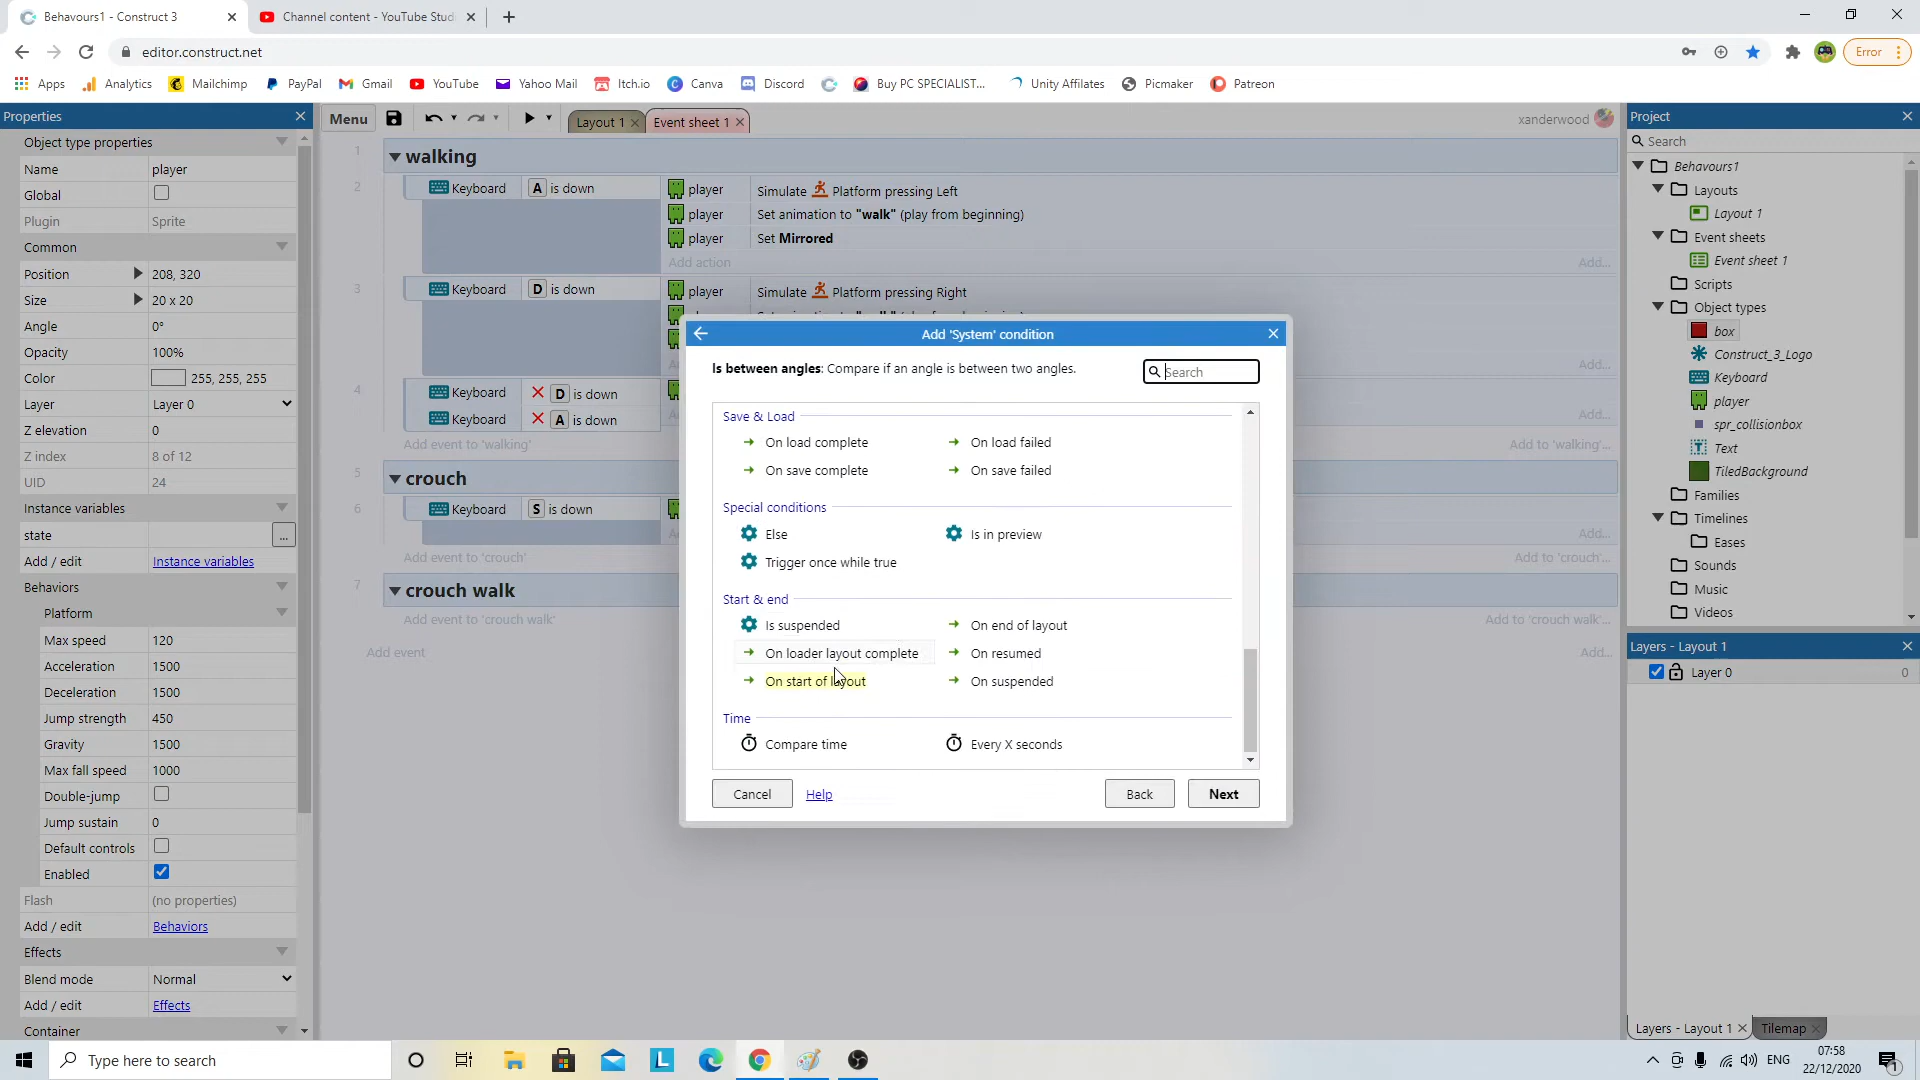 Behavours1 - Construct 3
Channel content - YouTube Stud
editor.construct.net
Error
Apps
Analytics
Mailchimp
PayPal
Gmail
YouTube
Yahoo Mail
Itch.io
Canva
Discord
Buy PC SPECIALIST...
Unity Affilates
Picmaker
Patreon
Properties
Object type properties
Name player
Global
Plugin Sprite
Common
Position 208, 320
Size 20 x 20
Angle 0°
Opacity 100%
Color 255, 255, 255
Layer Layer 0
Z elevation 0
Z index 8 of 12
UID 24
Instance variables
state ...
Add / edit Instance variables
Behaviors
Platform
Max speed 120
Acceleration 1500
Deceleration 1500
Jump strength 450
Gravity 1500
Max fall speed 1000
Double-jump
Jump sustain 0
Default controls
Enabled
Flash (no properties)
Add / edit Behaviors
Effects
Blend mode Normal
Add / edit Effects
Container
Menu
Layout 1
Event sheet 1
xanderwood
1 walking
2 Keyboard A is down player Simulate Platform pressing Left
player Set animation to "walk" (play from beginning)
player Set Mirrored
Add action Add...
3 Keyboard D is down player Simulate Platform pressing Right
Add...
4 Keyboard D is down
Keyboard A is down Add...
Add event to 'walking' Add to 'walking'...
5 crouch
6 Keyboard S is down
Add...
Add event to 'crouch' Add to 'crouch'...
7 crouch walk
Add event to 'crouch walk' Add to 'crouch walk'...
Add event Add...
Add 'System' condition
Is between angles: Compare if an angle is between two angles.
Search
Save & Load
On load complete On load failed
On save complete On save failed
Special conditions
Else Is in preview
Trigger once while true
Start & end
Is suspended On end of layout
On loader layout complete On resumed
On start of layout On suspended
Time
Compare time Every X seconds
Cancel Help Back Next
Project
Search
Behavours1
Layouts
Layout 1
Event sheets
Event sheet 1
Scripts
Object types
box
Construct_3_Logo
Keyboard
player
spr_collisionbox
Text
TiledBackground
Families
Timelines
Eases
Sounds
Music
Videos
Layers - Layout 1
Layer 0 0
Layers - Layout 1
Tilemap
Type here to search
ENG
07:58
22/12/2020
1